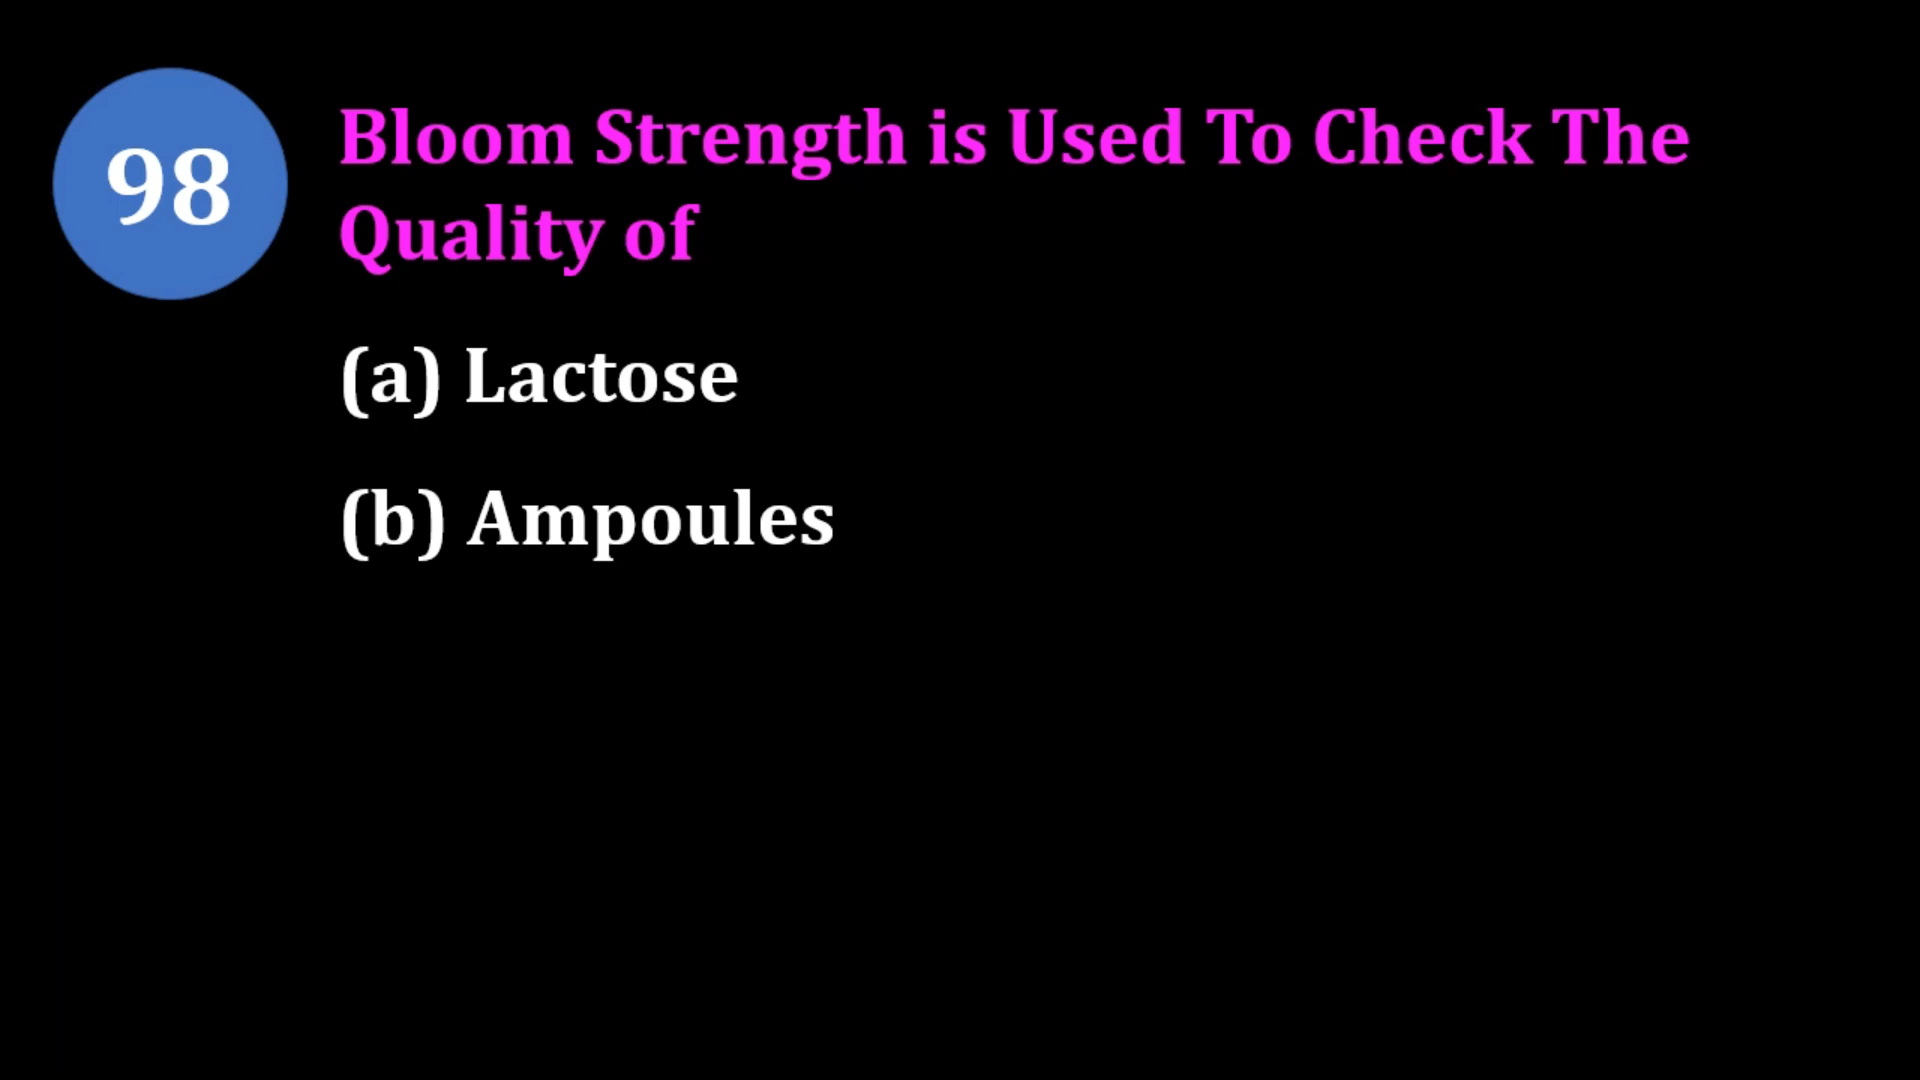 98
Bloom Strength is Used To Check The
Quality of
(a) Lactose
(b) Ampoules